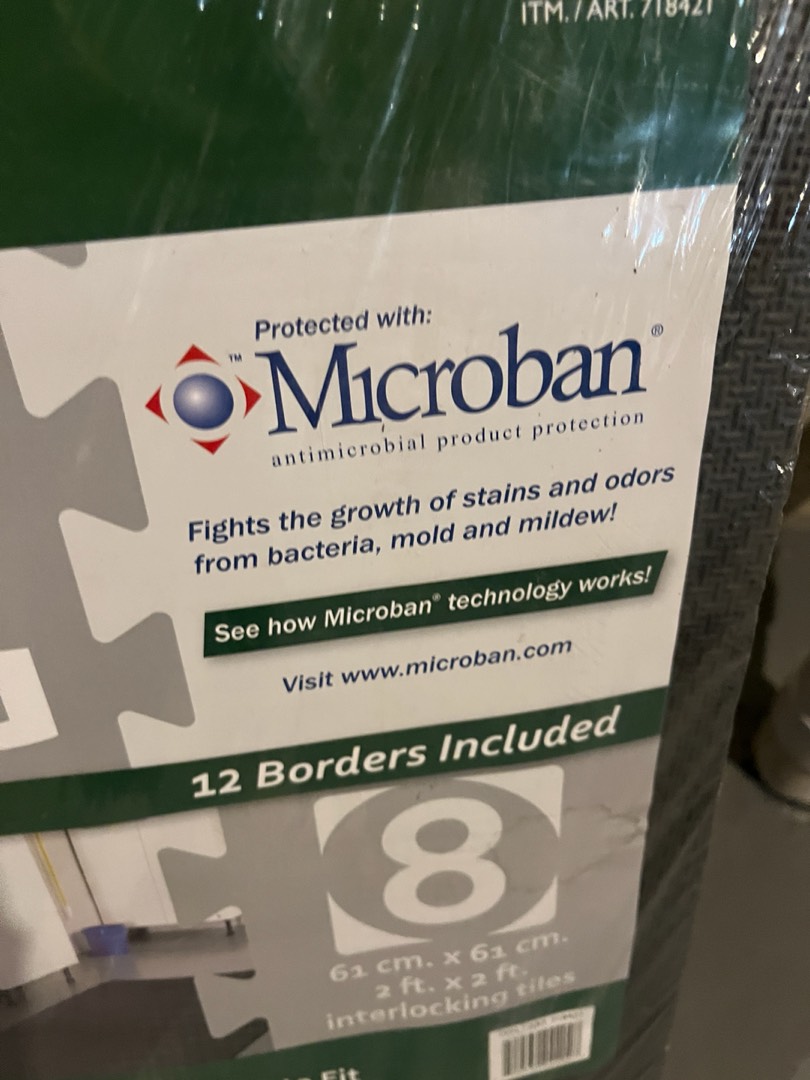 ITM. / ART. 718421
Protected with:
™ Microban®
antimicrobial product protection
Fights the growth of stains and odors
from bacteria, mold and mildew!
See how Microban® technology works!
Visit www.microban.com
12 Borders Included
8
61 cm. x 61 cm.
2 ft. x 2 ft.
interlocking tiles
Fit